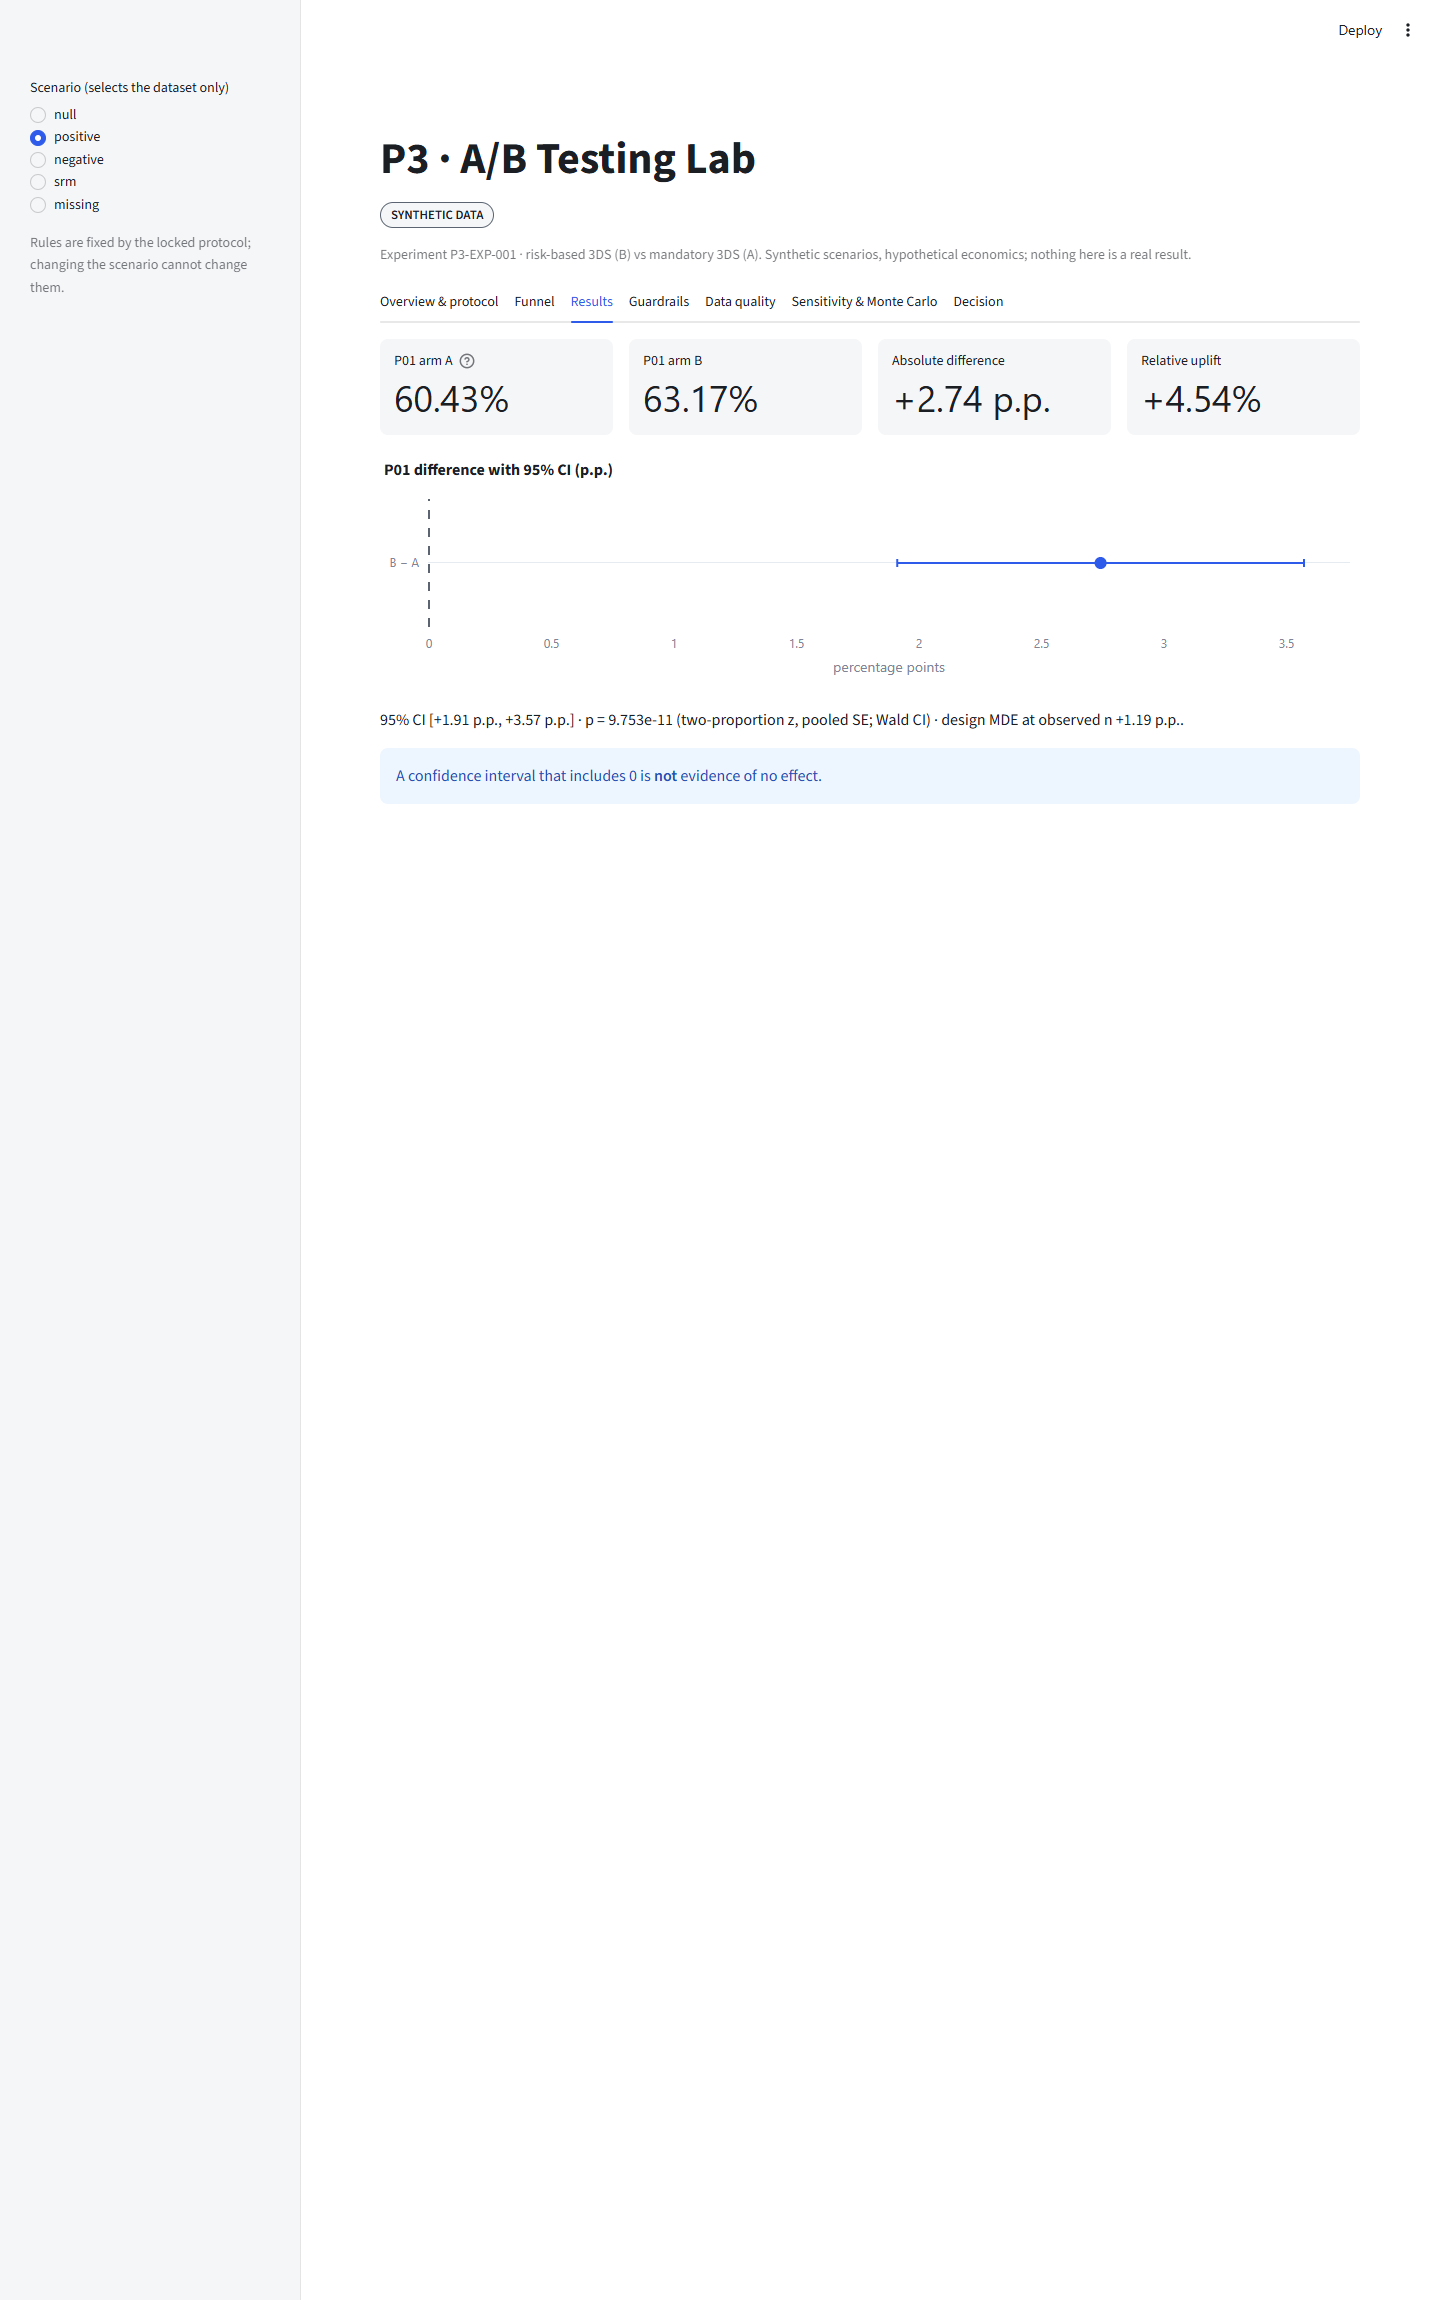 Deploy
Scenario (selects the dataset only)
null
positive
negative
srm
missing
Rules are fixed by the locked protocol;
changing the scenario cannot change
them.
P3 · A/B Testing Lab
SYNTHETIC DATA
Experiment P3-EXP-001 · risk-based 3DS (B) vs mandatory 3DS (A). Synthetic scenarios, hypothetical economics; nothing here is a real result.
Overview & protocol Funnel Results Guardrails Data quality Sensitivity & Monte Carlo Decision
P01 arm A
60.43%
P01 arm B
63.17%
Absolute difference
+2.74 p.p.
Relative uplift
+4.54%
P01 difference with 95% CI (p.p.)
B – A
0 0.5 1 1.5 2 2.5 3 3.5
percentage points
95% CI [+1.91 p.p., +3.57 p.p.] · p = 9.753e-11 (two-proportion z, pooled SE; Wald CI) · design MDE at observed n +1.19 p.p..
A confidence interval that includes 0 is not evidence of no effect.